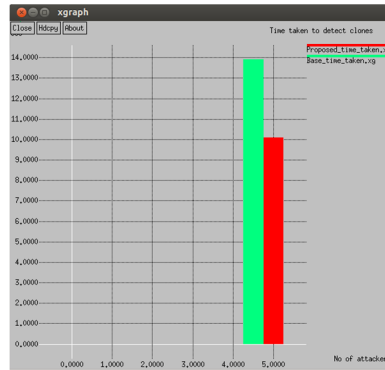 xgraph
Close Hdcpy About
Time taken to detect clones
Proposed_time_taken.x
Base_time_taken.xg
14,0000
13,0000
12,0000
11,0000
10,0000
9,0000
8,0000
7,0000
6,0000
5,0000
4,0000
3,0000
2,0000
1,0000
0,0000
0,0000 1,0000 2,0000 3,0000 4,0000 5,0000
No of attacker